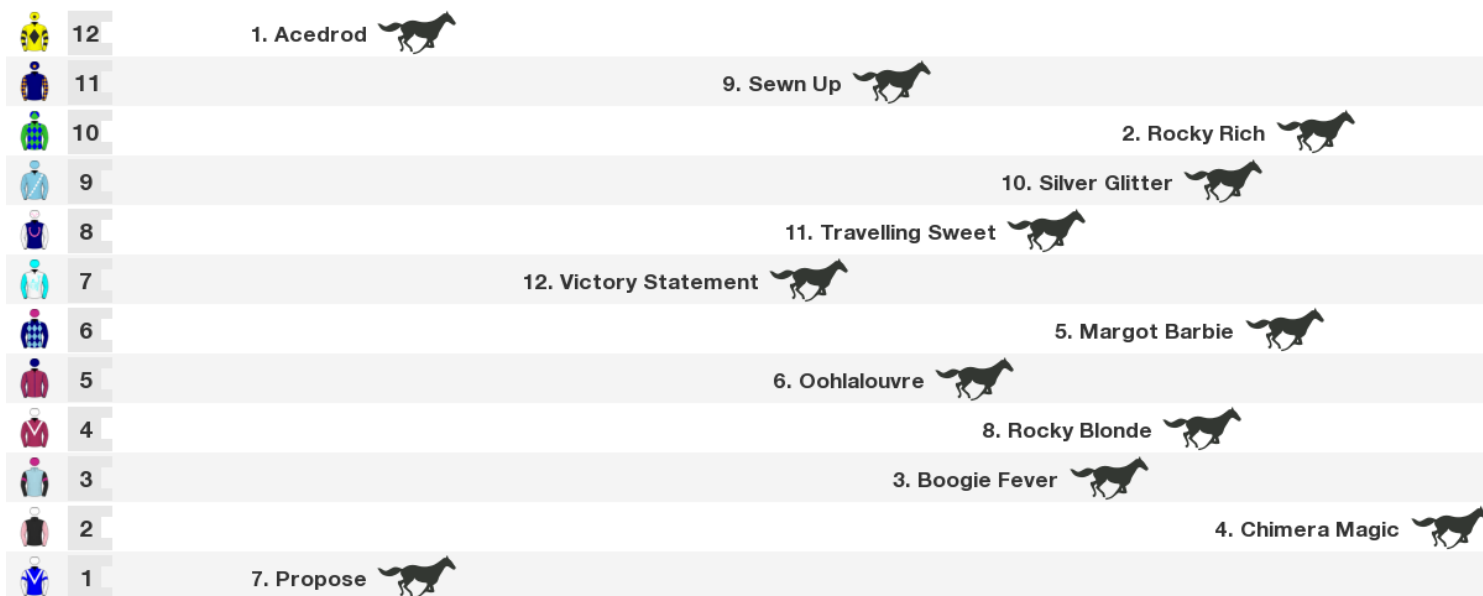 12 1. Acedrod
11 9. Sewn Up
10 2. Rocky Rich
9 10. Silver Glitter
8 11. Travelling Sweet
7 12. Victory Statement
6 5. Margot Barbie
5 6. Oohlalouvre
4 8. Rocky Blonde
3 3. Boogie Fever
2 4. Chimera Magic
1 7. Propose